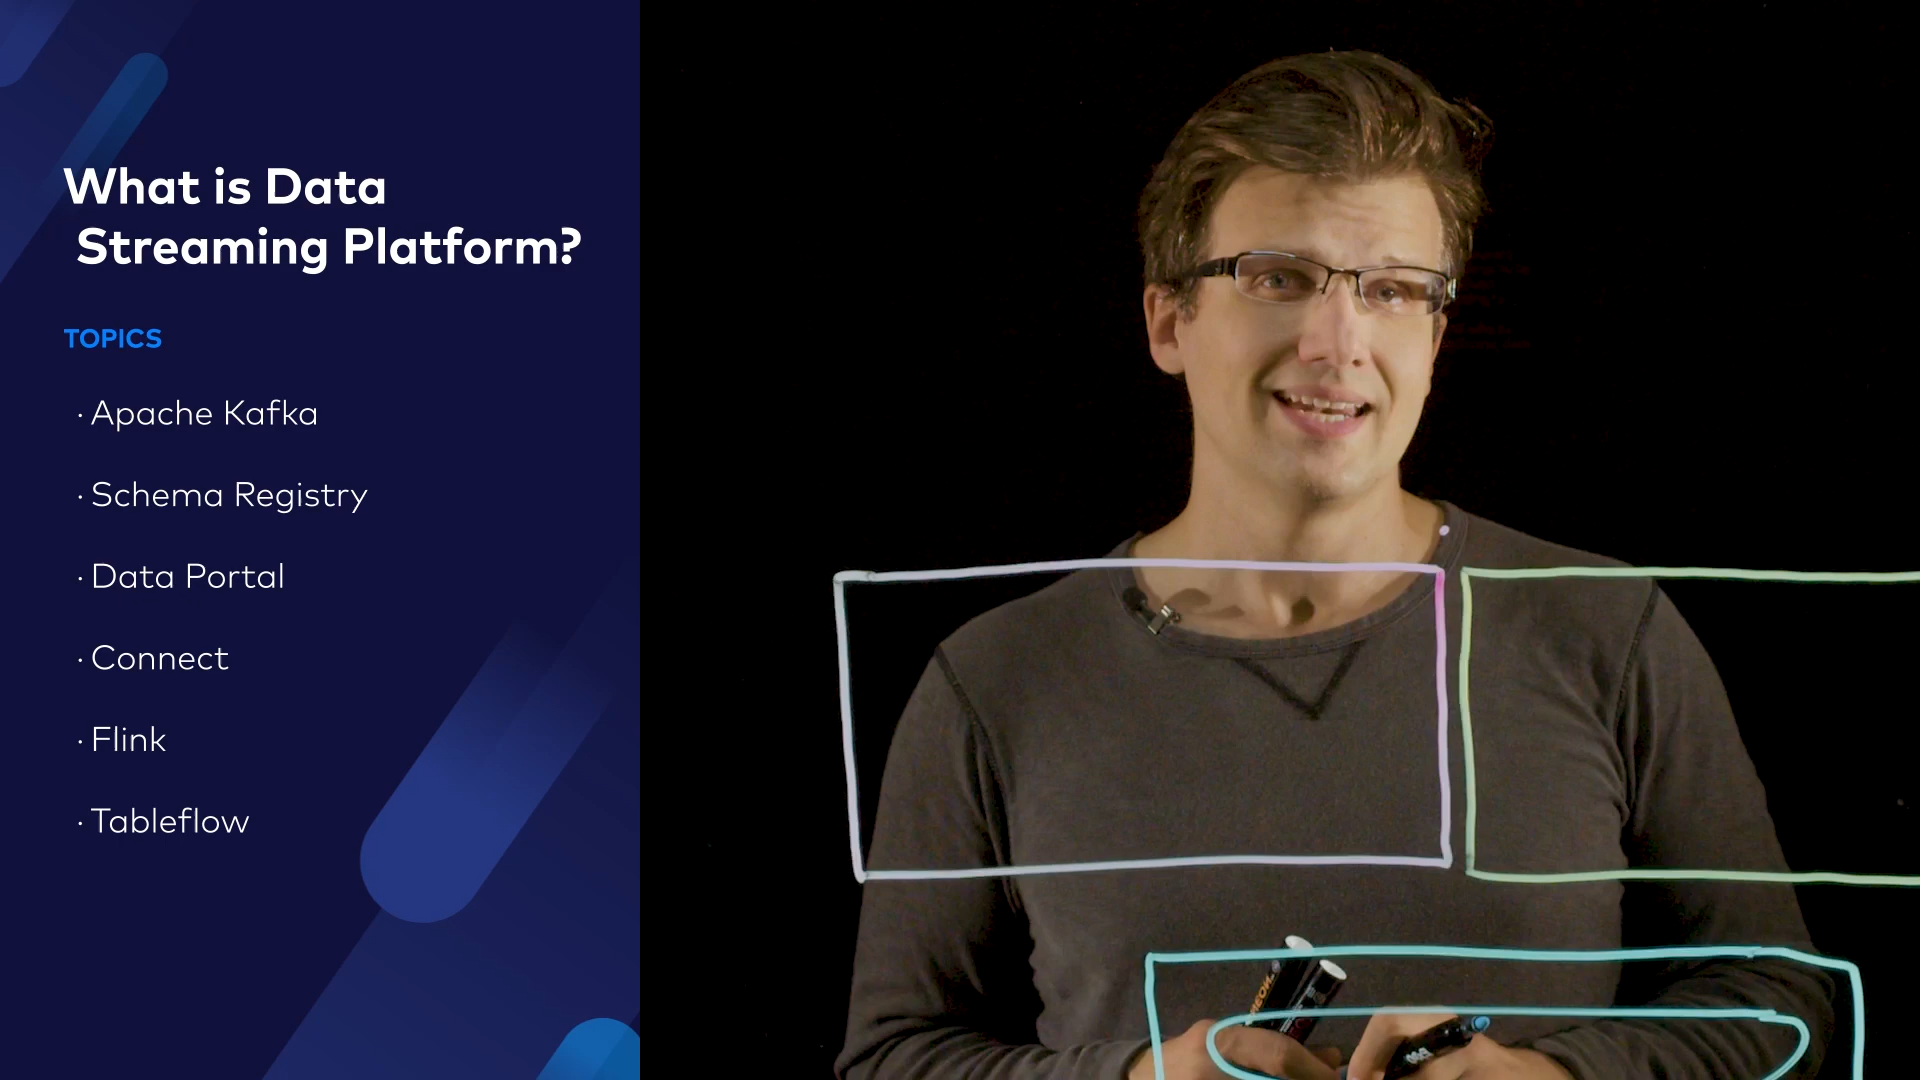 What is Data
Streaming Platform?
TOPICS
· Apache Kafka
· Schema Registry
· Data Portal
· Connect
· Flink
· Tableflow